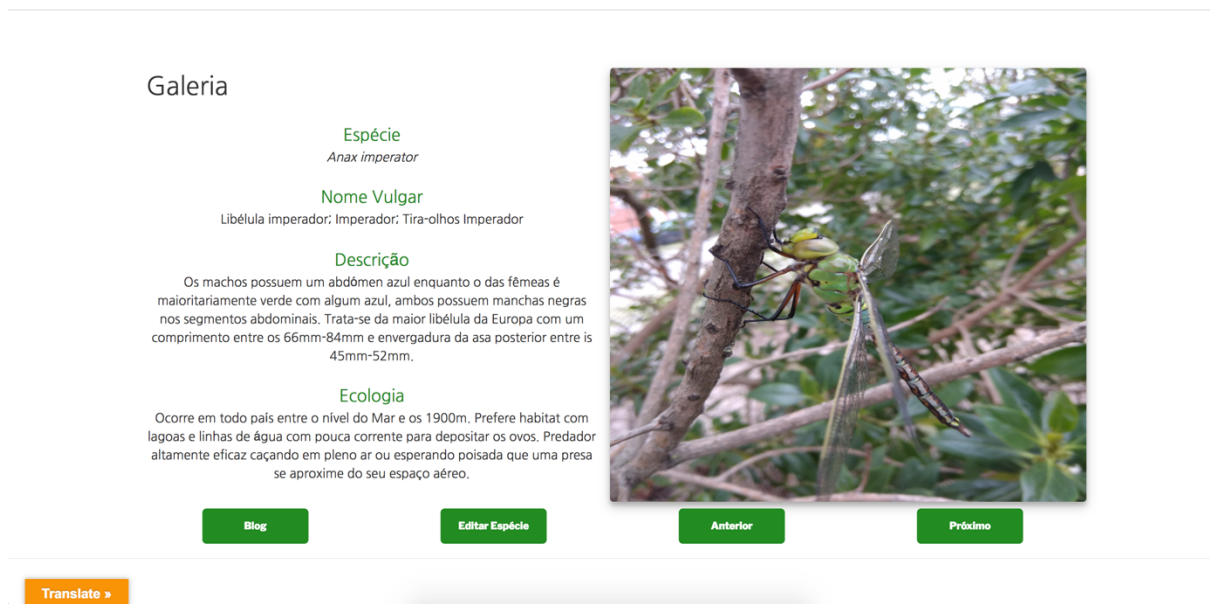 Galeria
Espécie
Anax imperator
Nome Vulgar
Libélula imperador; Imperador; Tira-olhos Imperador
Descrição
Os machos possuem um abdómen azul enquanto o das fêmeas é
maioritariamente verde com algum azul, ambos possuem manchas negras
nos segmentos abdominais. Trata-se da maior libélula da Europa com um
comprimento entre os 66mm-84mm e envergadura da asa posterior entre is
45mm-52mm.
Ecologia
Ocorre em todo país entre o nível do Mar e os 1900m. Prefere habitat com
lagoas e linhas de água com pouca corrente para depositar os ovos. Predador
altamente eficaz caçando em pleno ar ou esperando poisada que uma presa
se aproxime do seu espaço aéreo.
Blog
Editar Espécie
Anterior
Próximo
Translate »